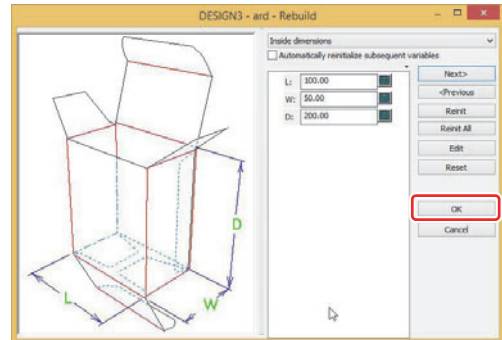 DESIGN3 - ard - Rebuild
Inside dimensions
Automatically reinitialize subsequent variables
L: 100.00
W: 50.00
D: 200.00
Next>
<Previous
Reinit
Reinit All
Edit
Reset
OK
Cancel
D
L
W